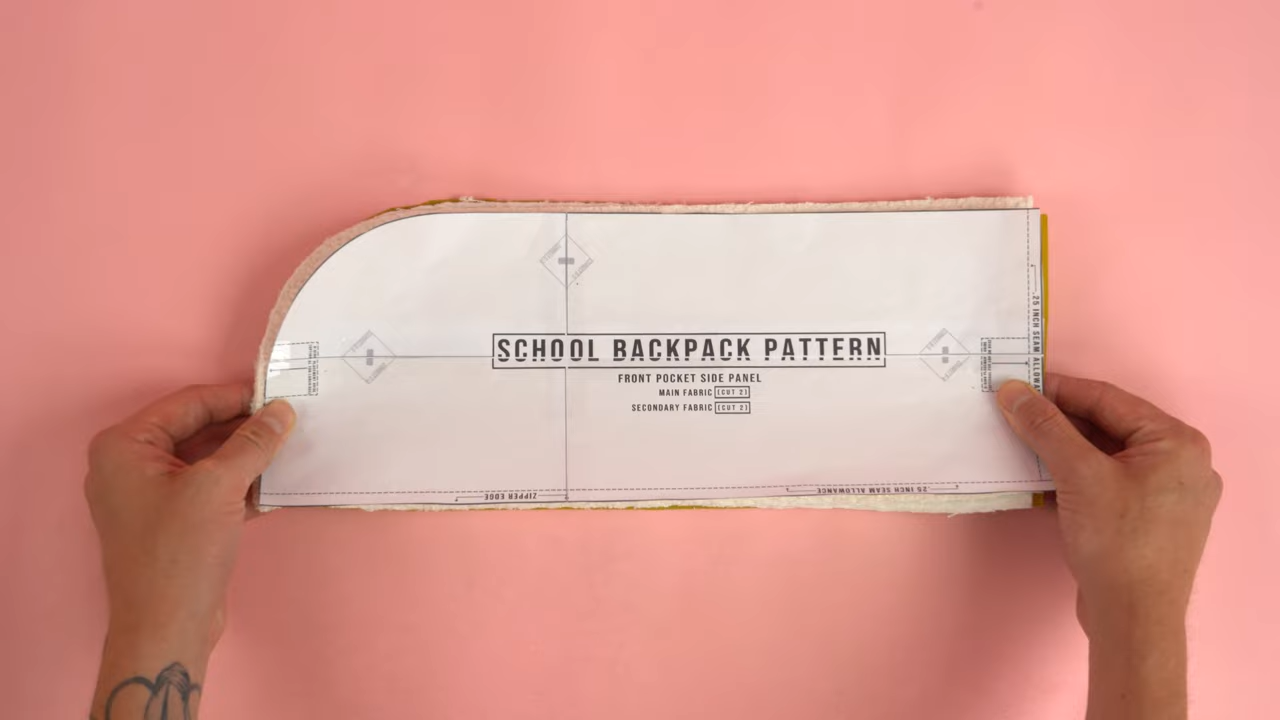 SCHOOL BACKPACK PATTERN
FRONT POCKET SIDE PANEL
MAIN FABRIC (CUT 2)
SECONDARY FABRIC (CUT 2)
.25 INCH SEAM ALLOWA
ZIPPER EDGE
.25 INCH SEAM ALLOWANCE